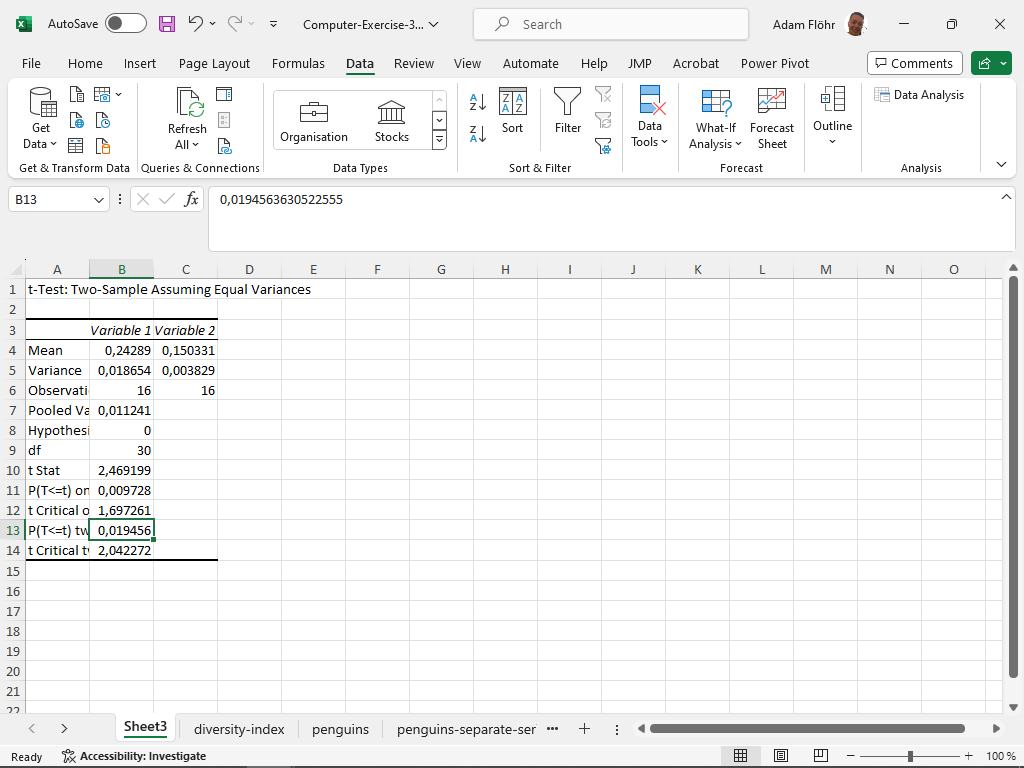 AutoSave Computer-Exercise-3... Search Adam Flöhr
File Home Insert Page Layout Formulas Data Review View Automate Help JMP Acrobat Power Pivot Comments
Get Data Refresh All Organisation Stocks Sort Filter Data Tools What-If Analysis Forecast Sheet Outline Data Analysis
Get & Transform Data Queries & Connections Data Types Sort & Filter Forecast Analysis
B13 fx 0,0194563630522555
A B C D E F G H I J K L M N O
1 t-Test: Two-Sample Assuming Equal Variances
2
3 Variable 1 Variable 2
4 Mean 0,24289 0,150331
5 Variance 0,018654 0,003829
6 Observati 16 16
7 Pooled Va 0,011241
8 Hypothesi 0
9 df 30
10 t Stat 2,469199
11 P(T<=t) on 0,009728
12 t Critical o 1,697261
13 P(T<=t) tw 0,019456
14 t Critical tw 2,042272
15
16
17
18
19
20
21
22
Sheet3 diversity-index penguins penguins-separate-ser ...
Ready Accessibility: Investigate 100 %